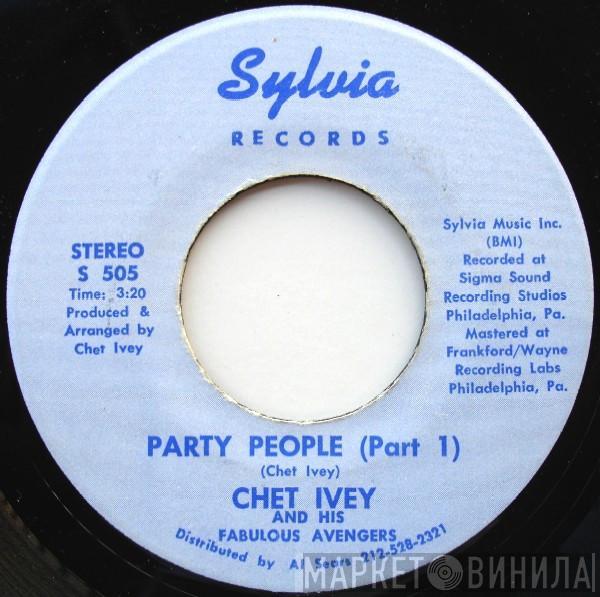 Sylvia
RECORDS
STEREO
S 505
Time: 3:20
Produced &
Arranged by
Chet Ivey
Sylvia Music Inc.
(BMI)
Recorded at
Sigma Sound
Recording Studios
Philadelphia, Pa.
Mastered at
Frankford/Wayne
Recording Labs
Philadelphia, Pa.
PARTY PEOPLE (Part 1)
(Chet Ivey)
CHET IVEY
AND HIS
FABULOUS AVENGERS
Distributed by Al Sears 212-528-2321
МАРКЕТ ВИНИЛА